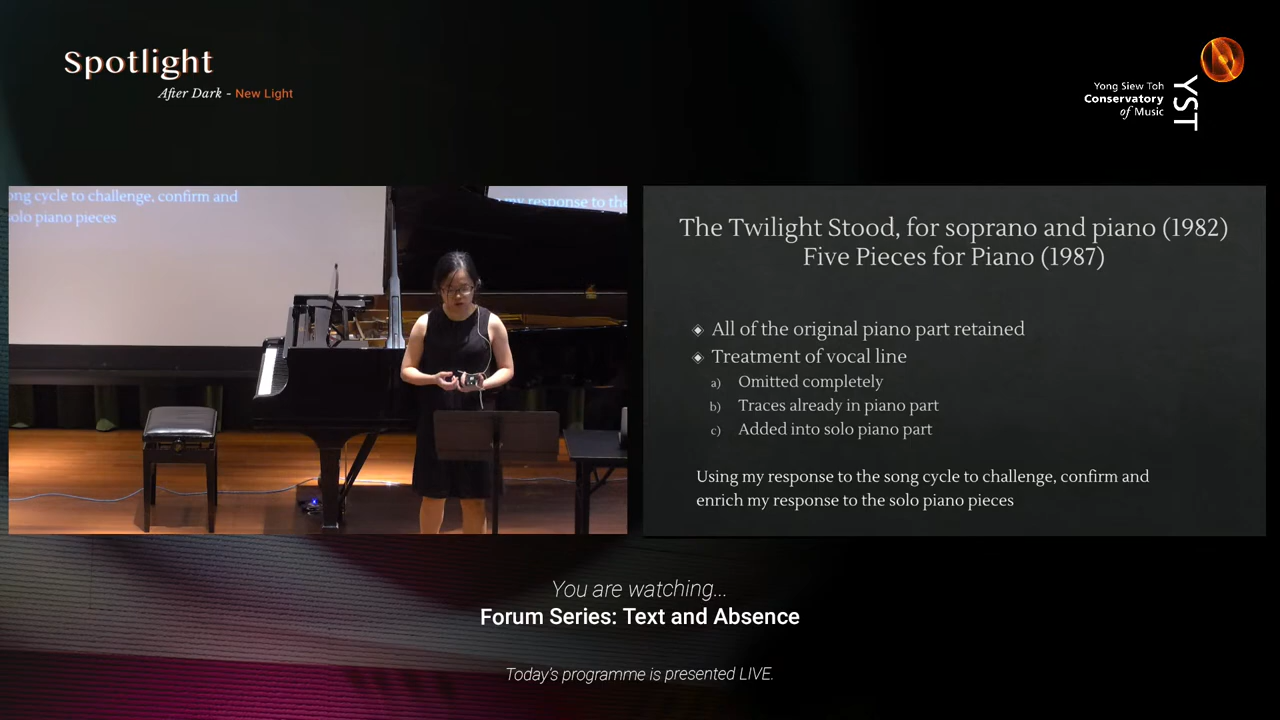 Spotlight
After Dark - New Light
Yong Siew Toh
Conservatory
of Music
YST
ong cycle to challenge, confirm and
olo piano pieces
my response to the
The Twilight Stood, for soprano and piano (1982)
Five Pieces for Piano (1987)
All of the original piano part retained
Treatment of vocal line
a) Omitted completely
b) Traces already in piano part
c) Added into solo piano part
Using my response to the song cycle to challenge, confirm and
enrich my response to the solo piano pieces
You are watching...
Forum Series: Text and Absence
Today's programme is presented LIVE.